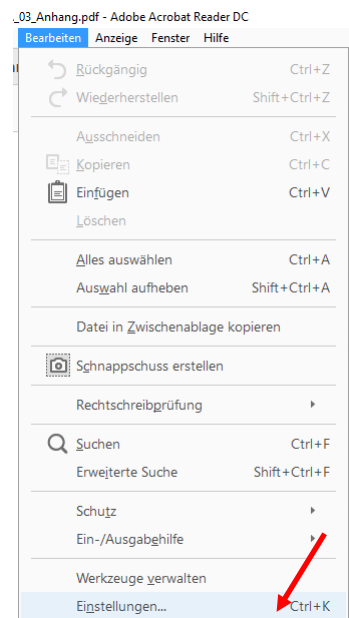 ._03_Anhang.pdf - Adobe Acrobat Reader DC
Bearbeiten Anzeige Fenster Hilfe
Rückgängig Ctrl+Z
Wiederherstellen Shift+Ctrl+Z
Ausschneiden Ctrl+X
Kopieren Ctrl+C
Einfügen Ctrl+V
Löschen
Alles auswählen Ctrl+A
Auswahl aufheben Shift+Ctrl+A
Datei in Zwischenablage kopieren
Schnappschuss erstellen
Rechtschreibprüfung
Suchen Ctrl+F
Erweiterte Suche Shift+Ctrl+F
Schutz
Ein-/Ausgabehilfe
Werkzeuge verwalten
Einstellungen... Ctrl+K